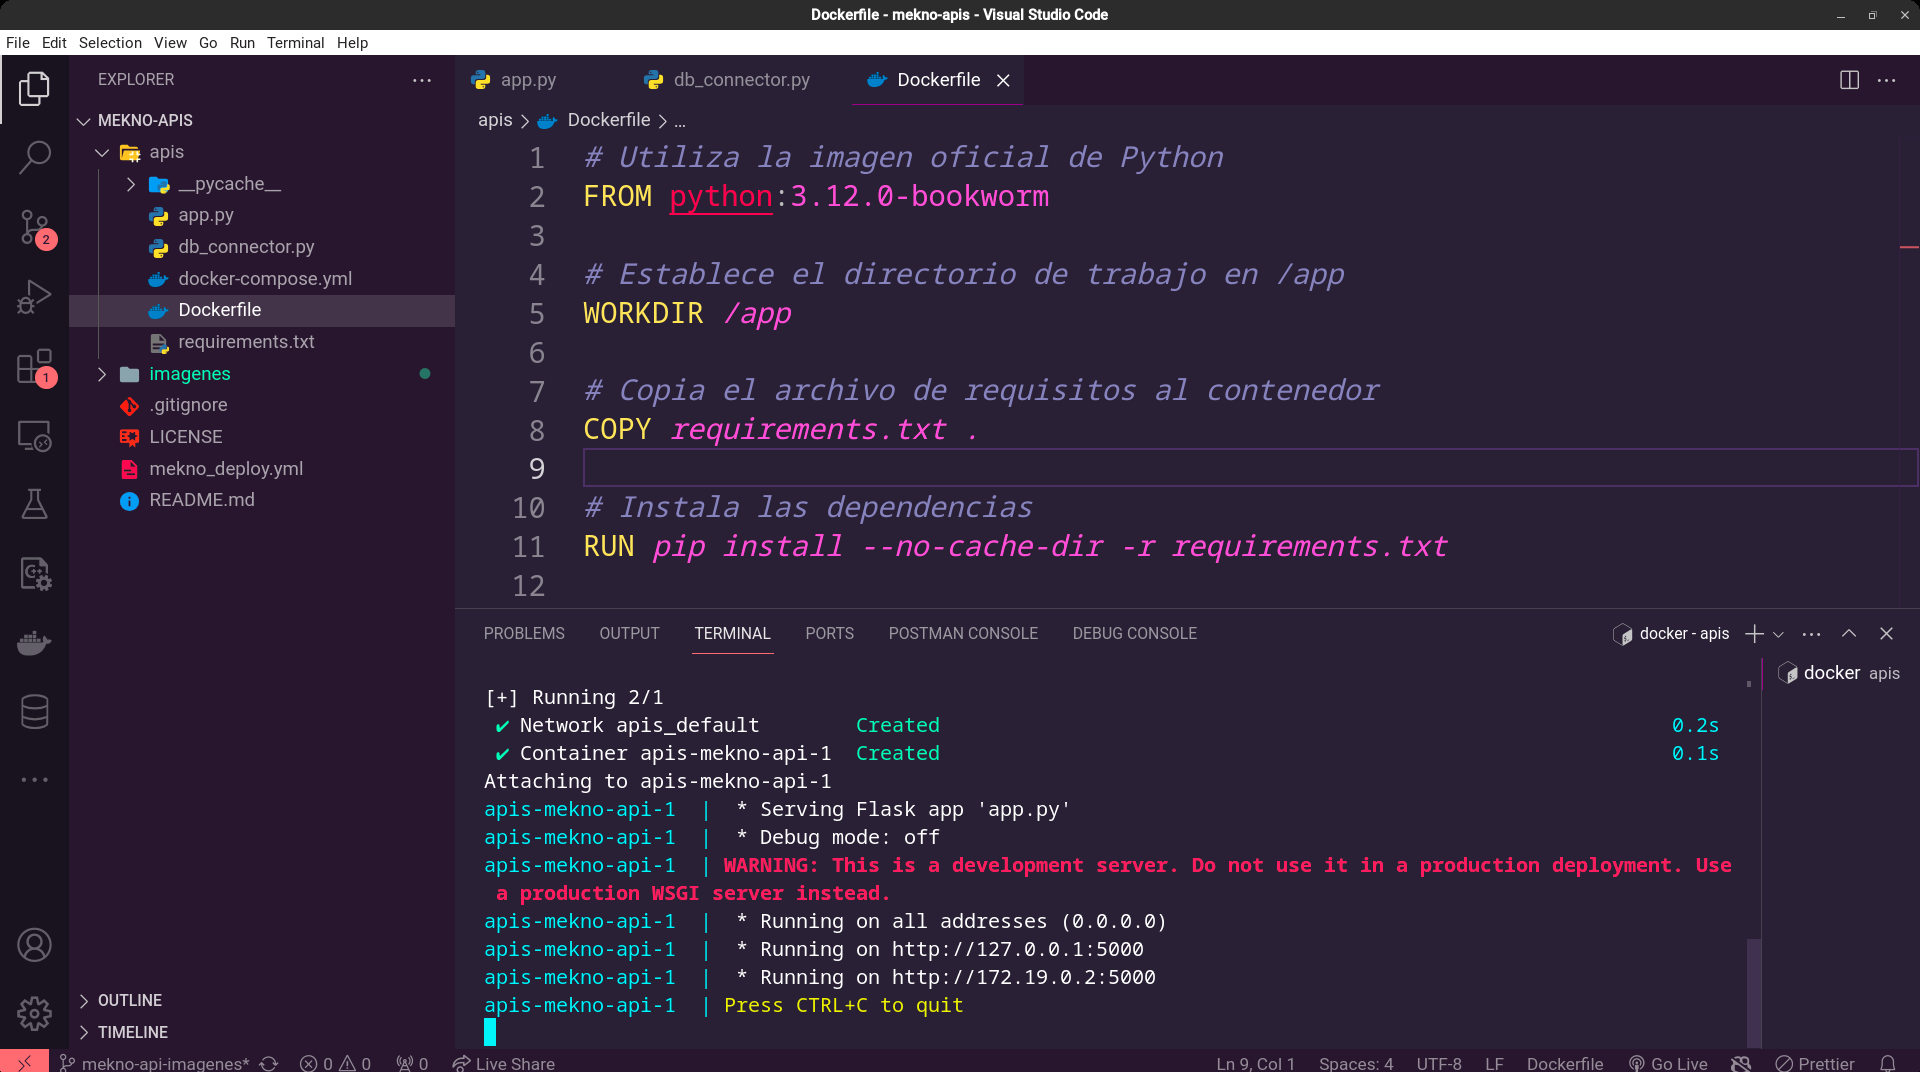 Dockerfile - mekno-apis - Visual Studio Code
File Edit Selection View Go Run Terminal Help
EXPLORER
MEKNO-APIS
apis
__pycache__
app.py
db_connector.py
docker-compose.yml
Dockerfile
requirements.txt
imagenes
.gitignore
LICENSE
mekno_deploy.yml
README.md
OUTLINE
TIMELINE
2
1
app.py db_connector.py Dockerfile
apis > Dockerfile > ...
1 # Utiliza la imagen oficial de Python
2 FROM python:3.12.0-bookworm
3
4 # Establece el directorio de trabajo en /app
5 WORKDIR /app
6
7 # Copia el archivo de requisitos al contenedor
8 COPY requirements.txt .
9
10 # Instala las dependencias
11 RUN pip install --no-cache-dir -r requirements.txt
12
PROBLEMS OUTPUT TERMINAL PORTS POSTMAN CONSOLE DEBUG CONSOLE docker - apis
docker apis
[+] Running 2/1
✔ Network apis_default Created 0.2s
✔ Container apis-mekno-api-1 Created 0.1s
Attaching to apis-mekno-api-1
apis-mekno-api-1 | * Serving Flask app 'app.py'
apis-mekno-api-1 | * Debug mode: off
apis-mekno-api-1 | WARNING: This is a development server. Do not use it in a production deployment. Use
a production WSGI server instead.
apis-mekno-api-1 | * Running on all addresses (0.0.0.0)
apis-mekno-api-1 | * Running on http://127.0.0.1:5000
apis-mekno-api-1 | * Running on http://172.19.0.2:5000
apis-mekno-api-1 | Press CTRL+C to quit
mekno-api-imagenes* 0 0 0 Live Share Ln 9, Col 1 Spaces: 4 UTF-8 LF Dockerfile Go Live Prettier